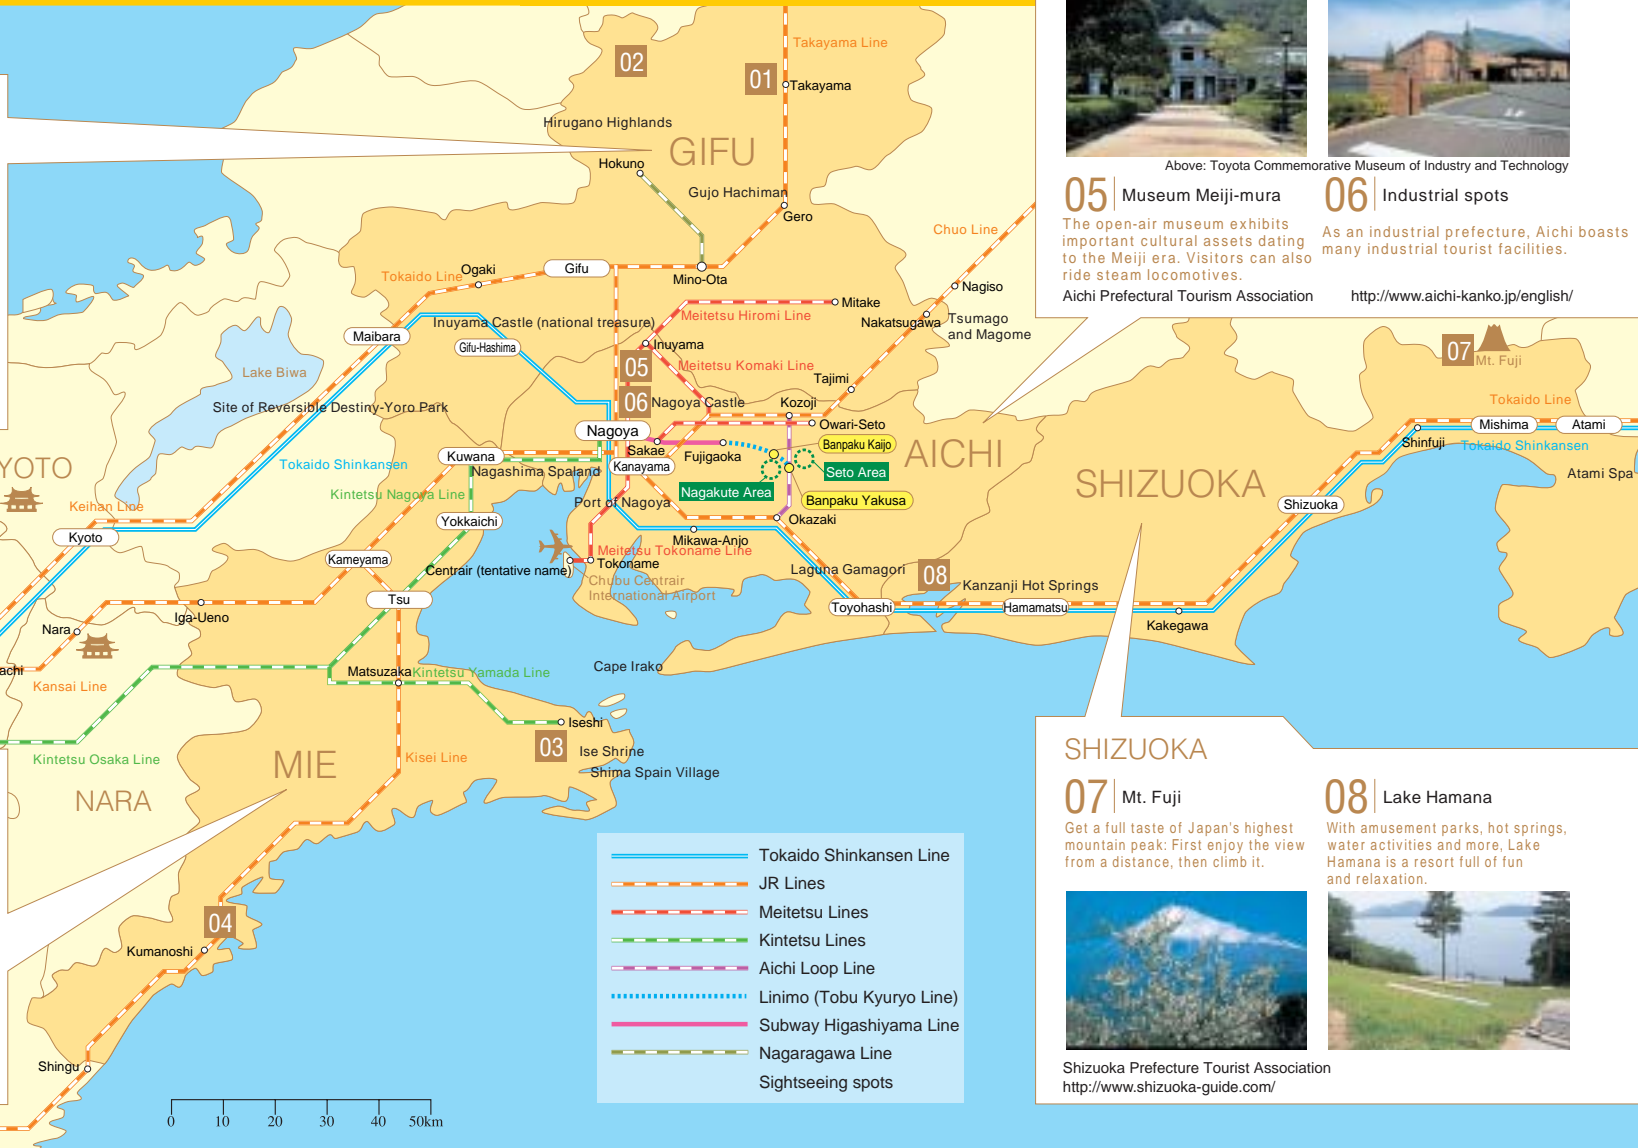 02
01
Takayama Line
Takayama
Hirugano Highlands
GIFU
Hokuno
Gujo Hachiman
Gero
Chuo Line
Tokaido Line
Ogaki
Gifu
Mino-Ota
Nagiso
Mitake
Meitetsu Hiromi Line
Nakatsugawa
Tsumago
and Magome
Maibara
Inuyama Castle (national treasure)
Gifu-Hashima
Inuyama
05
Meitetsu Komaki Line
Lake Biwa
Tajimi
06
Nagoya Castle
Kozoji
Site of Reversible Destiny-Yoro Park
Owari-Seto
Nagoya
Sakae
Banpaku Kaijo
AICHI
Kuwana
Fujigaoka
Tokaido Shinkansen
Nagashima Spaland
Kanayama
Seto Area
YOTO
Kintetsu Nagoya Line
Nagakute Area
Banpaku Yakusa
Port of Nagoya
Keihan Line
Yokkaichi
Okazaki
Kyoto
Mikawa-Anjo
Kameyama
Meitetsu Tokoname Line
Centrair (tentative name)
Tokoname
Laguna Gamagori
08
Chubu Centrair
International Airport
Kanzanji Hot Springs
Tsu
Toyohashi
Hamamatsu
Iga-Ueno
Kakegawa
Nara
achi
Matsuzaka
Kintetsu Yamada Line
Cape Irako
Kansai Line
Iseshi
03
Ise Shrine
Kintetsu Osaka Line
MIE
Kisei Line
Shima Spain Village
NARA
04
Kumanoshi
Shingu
0 10 20 30 40 50km
SHIZUOKA
07
Mt. Fuji
Tokaido Line
Mishima
Atami
Shinfuji
Tokaido Shinkansen
Atami Spa
Shizuoka
Tokaido Shinkansen Line
JR Lines
Meitetsu Lines
Kintetsu Lines
Aichi Loop Line
Linimo (Tobu Kyuryo Line)
Subway Higashiyama Line
Nagaragawa Line
Sightseeing spots
Above: Toyota Commemorative Museum of Industry and Technology
05 Museum Meiji-mura
The open-air museum exhibits
important cultural assets dating
to the Meiji era. Visitors can also
ride steam locomotives.
06 Industrial spots
As an industrial prefecture, Aichi boasts
many industrial tourist facilities.
Aichi Prefectural Tourism Association http://www.aichi-kanko.jp/english/
SHIZUOKA
07 Mt. Fuji
Get a full taste of Japan's highest
mountain peak: First enjoy the view
from a distance, then climb it.
08 Lake Hamana
With amusement parks, hot springs,
water activities and more, Lake
Hamana is a resort full of fun
and relaxation.
Shizuoka Prefecture Tourist Association
http://www.shizuoka-guide.com/